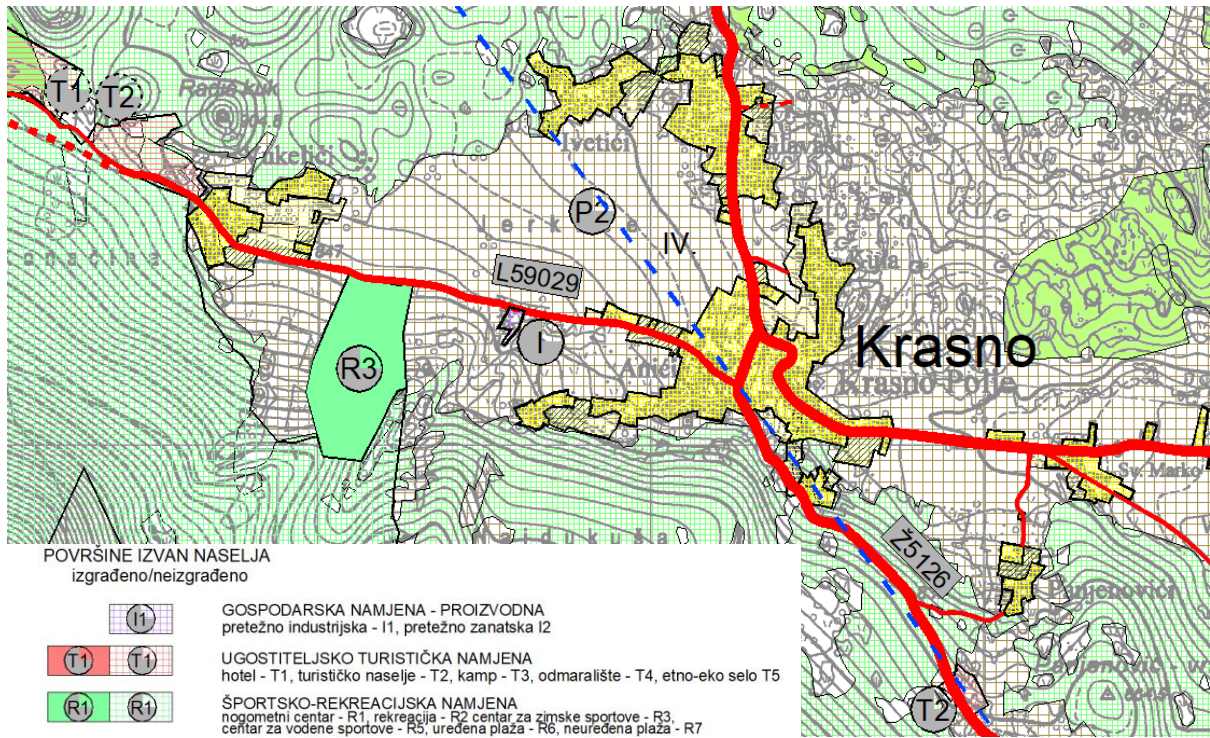 T1
T2
Ivetići
P2
IV.
L59029
Krasno
I
R3
Anići
Krasno Polje
Sv. Marko
Ž5126
T2
POVRŠINE IZVAN NASELJA
izgrađeno/neizgrađeno
I1
GOSPODARSKA NAMJENA - PROIZVODNA
pretežno industrijska - I1, pretežno zanatska I2
T1 T1
UGOSTITELJSKO TURISTIČKA NAMJENA
hotel - T1, turističko naselje - T2, kamp - T3, odmaralište - T4, etno-eko selo T5
R1 R1
ŠPORTSKO-REKREACIJSKA NAMJENA
nogometni centar - R1, rekreacija - R2 centar za zimske sportove - R3,
centar za vodene sportove - R5, uređena plaža - R6, neuređena plaža - R7